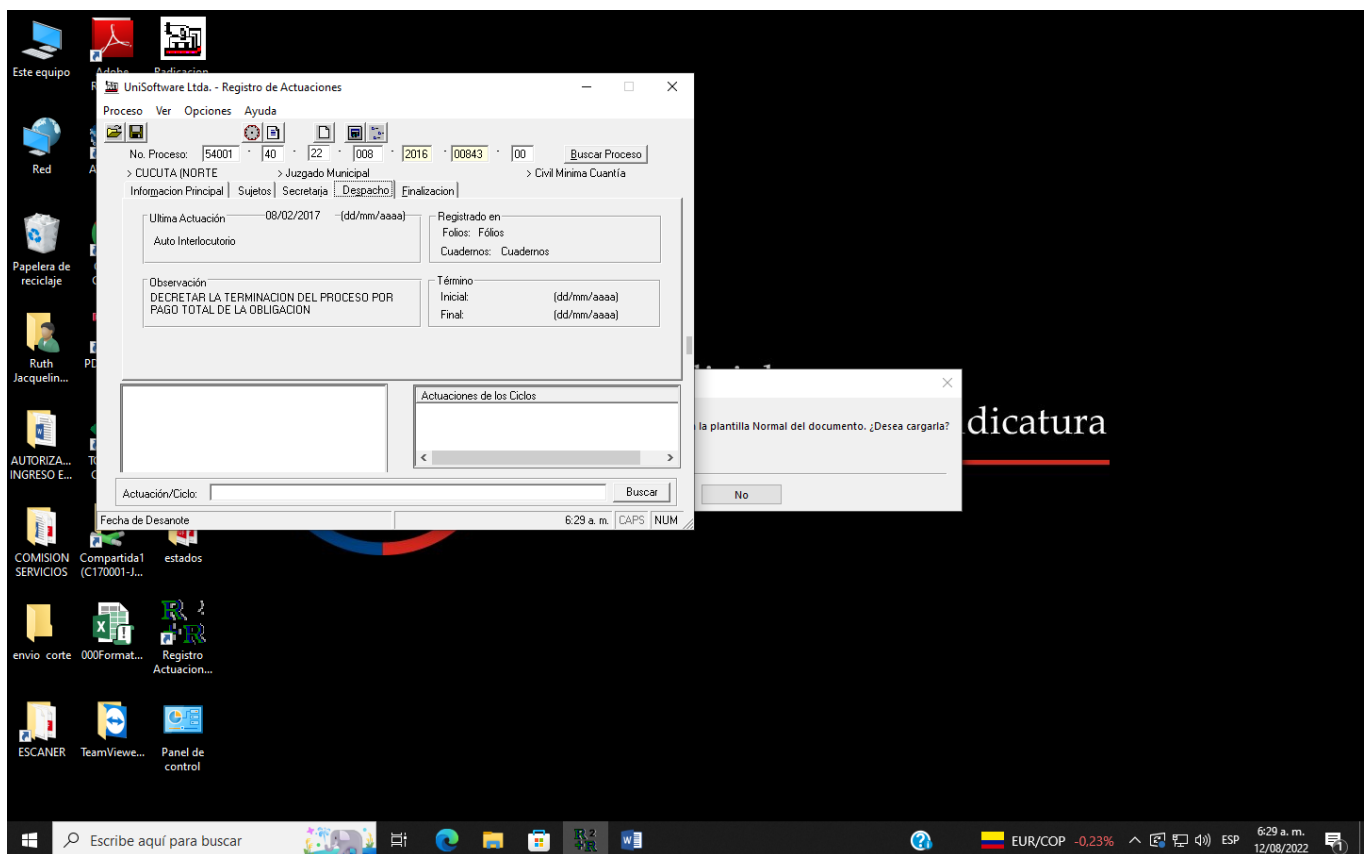 Este equipo
Adobe
Radicacion
Red
Papelera de
reciclaje
Ruth
Jacquelin...
AUTORIZA...
INGRESO E...
UniSoftware Ltda. - Registro de Actuaciones
Proceso Ver Opciones Ayuda
No. Proceso: 54001 - 40 - 22 - 008 - 2016 - 00843 - 00 Buscar Proceso
> CUCUTA (NORTE > Juzgado Municipal > Civil Minima Cuantía
Informacion Principal Sujetos Secretaria Despacho Finalizacion
Ultima Actuación 08/02/2017 (dd/mm/aaaa)
Auto Interlocutorio
Registrado en
Folios: Fólios
Cuadernos: Cuadernos
Observación
DECRETAR LA TERMINACION DEL PROCESO POR
PAGO TOTAL DE LA OBLIGACION
Término
Inicial: (dd/mm/aaaa)
Final: (dd/mm/aaaa)
Actuaciones de los Ciclos
Actuación/Ciclo: Buscar
Fecha de Desanote 6:29 a. m. CAPS NUM
la plantilla Normal del documento. ¿Desea cargarla?
No
dicatura
COMISION
SERVICIOS
Compartida1
(C170001-J...
estados
envio corte
000Format...
Registro
Actuacion...
ESCANER
TeamViewe...
Panel de
control
Escribe aquí para buscar
EUR/COP -0,23%
ESP
6:29 a. m.
12/08/2022